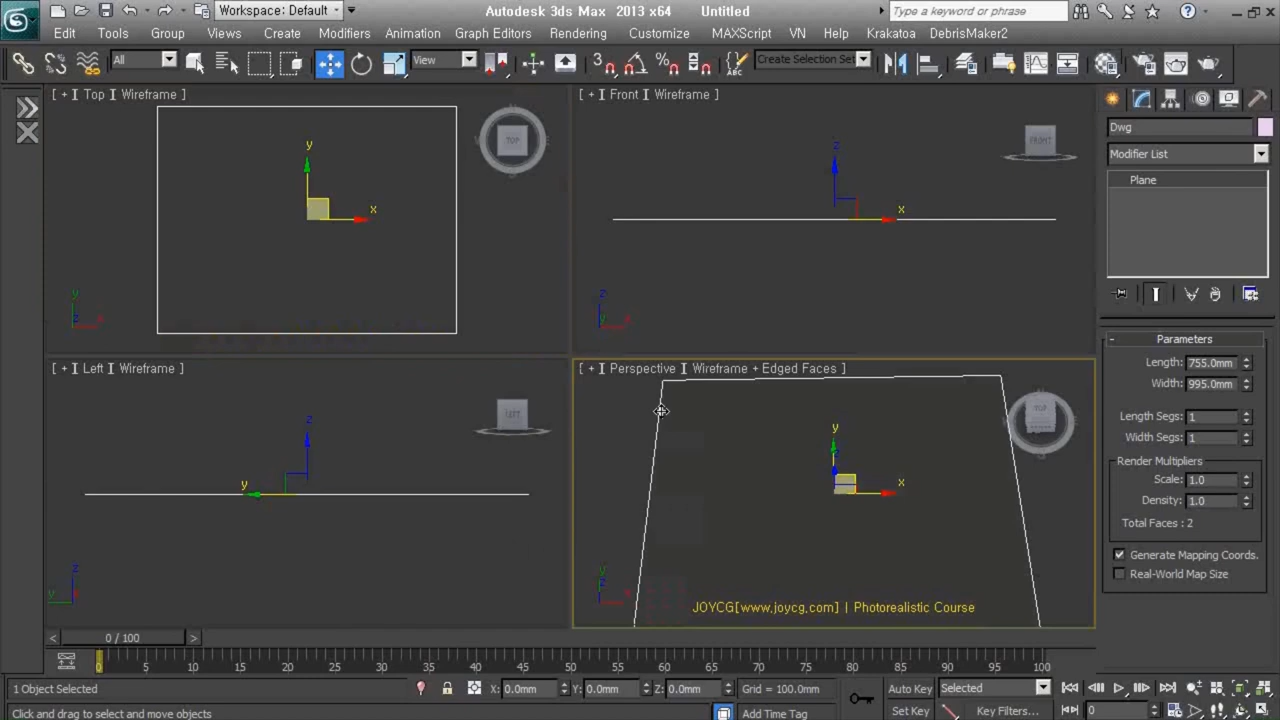 Autodesk 3ds Max 2013 x64 Untitled
Workspace: Default
Type a keyword or phrase
Edit Tools Group Views Create Modifiers Animation Graph Editors Rendering Customize MAXScript VN Help Krakatoa DebrisMaker2
All
View
3
ABC
Create Selection Set
[ + ] Top ] Wireframe ]
TOP
y
x
[ + ] Front ] Wireframe ]
FRONT
z
x
Dwg
Modifier List
Plane
[ + ] Left ] Wireframe ]
LEFT
z
y
[ + ] Perspective ] Wireframe + Edged Faces ]
TOP
y
x
JOYCG[www.joycg.com] | Photorealistic Course
Parameters
Length: 755.0mm
Width: 995.0mm
Length Segs: 1
Width Segs: 1
Render Multipliers
Scale: 1.0
Density: 1.0
Total Faces : 2
Generate Mapping Coords.
Real-World Map Size
0 / 100
0 5 10 15 20 25 30 35 40 45 50 55 60 65 70 75 80 85 90 95 100
1 Object Selected
X: 0.0mm Y: 0.0mm Z: 0.0mm Grid = 100.0mm
Auto Key Selected
Click and drag to select and move objects
Add Time Tag
Set Key Key Filters... 0